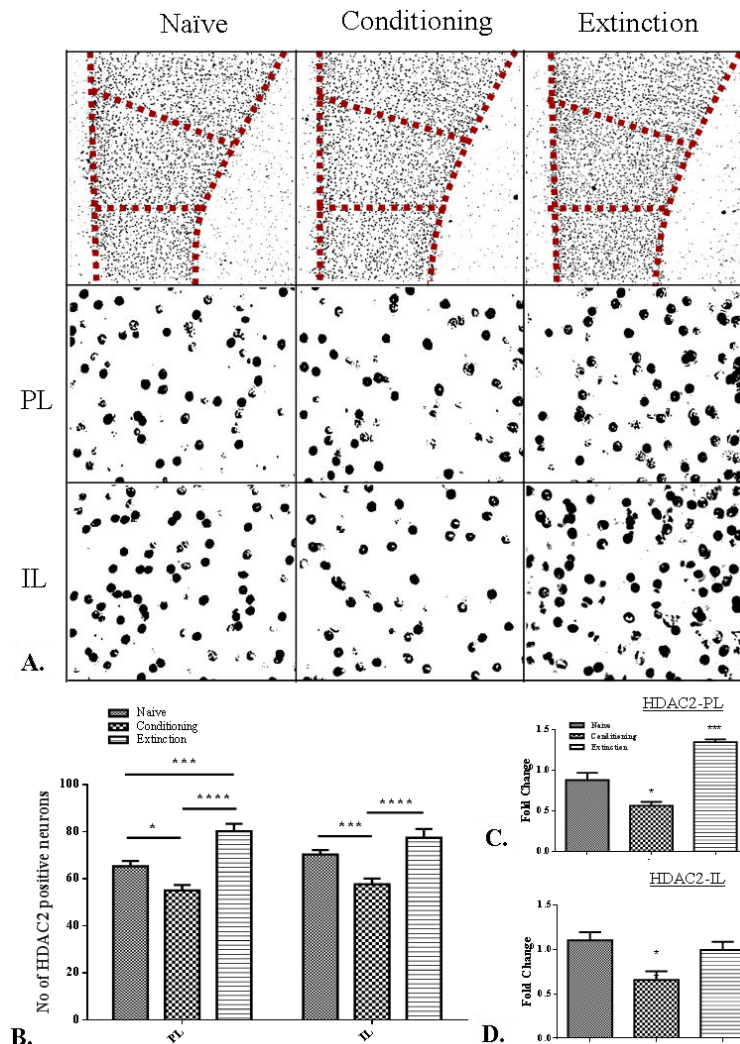 Naïve Conditioning Extinction
PL
IL
A.
Naive
Conditioning
Extinction
No of HDAC2 positive neurons
100
80
60
40
20
0
***
* ****
*** ****
PL IL
B.
HDAC2-PL
Naive
Conditioning
Extinction
Fold Change
1.5
1.0
0.5
0.0
* ***
C.
HDAC2-IL
Fold Change
1.5
1.0
0.5
0.0
*
*
D.